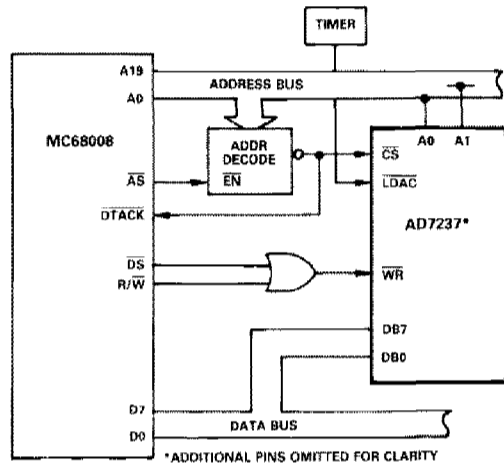 TIMER
A19
ADDRESS BUS
A0
MC68008
ADDR
DECODE
A0 A1
CS
AS
EN
LDAC
DTACK
AD7237*
DS
R/W
WR
DB7
DB0
D7
DATA BUS
D0
*ADDITIONAL PINS OMITTED FOR CLARITY